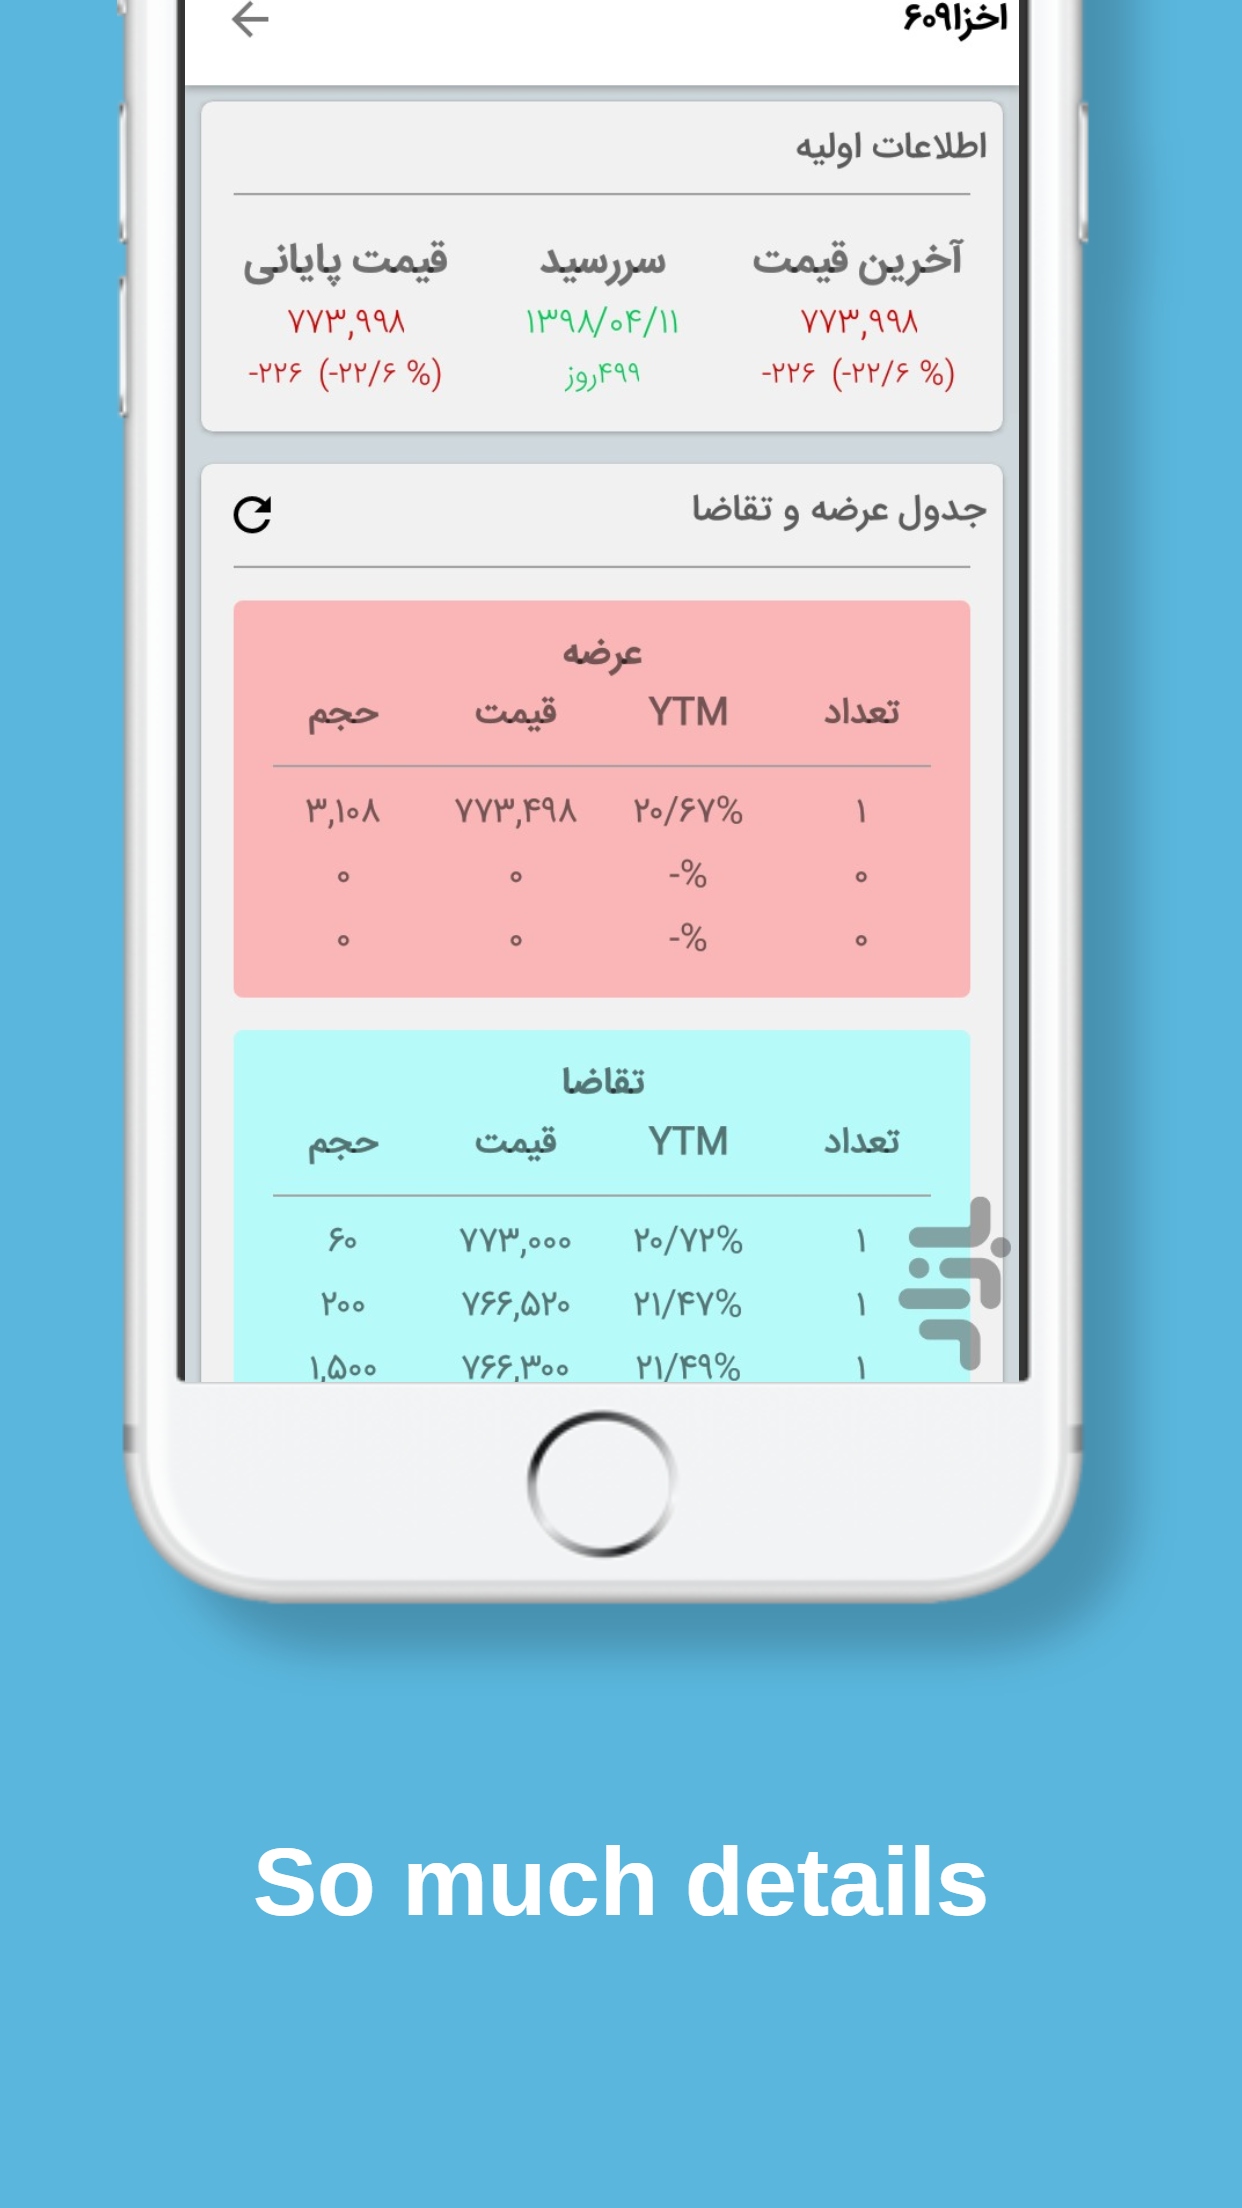 اخزا۶۰۹
اطلاعات اولیه
آخرین قیمت سررسید قیمت پایانی
۷۷۳,۹۹۸ ۱۳۹۸/۰۴/۱۱ ۷۷۳,۹۹۸
-۲۲۶ (-۲۲/۶ %) ۴۹۹روز -۲۲۶ (-۲۲/۶ %)
جدول عرضه و تقاضا
عرضه
تعداد YTM قیمت حجم
۱ ۲۰/۶۷% ۷۷۳,۴۹۸ ۳,۱۰۸
۰ -% ۰ ۰
۰ -% ۰ ۰
تقاضا
تعداد YTM قیمت حجم
۱ ۲۰/۷۲% ۷۷۳,۰۰۰ ۶۰
۱ ۲۱/۴۷% ۷۶۶,۵۲۰ ۲۰۰
۱ ۲۱/۴۹% ۷۶۶,۳۰۰ ۱,۵۰۰
بازار
So much details